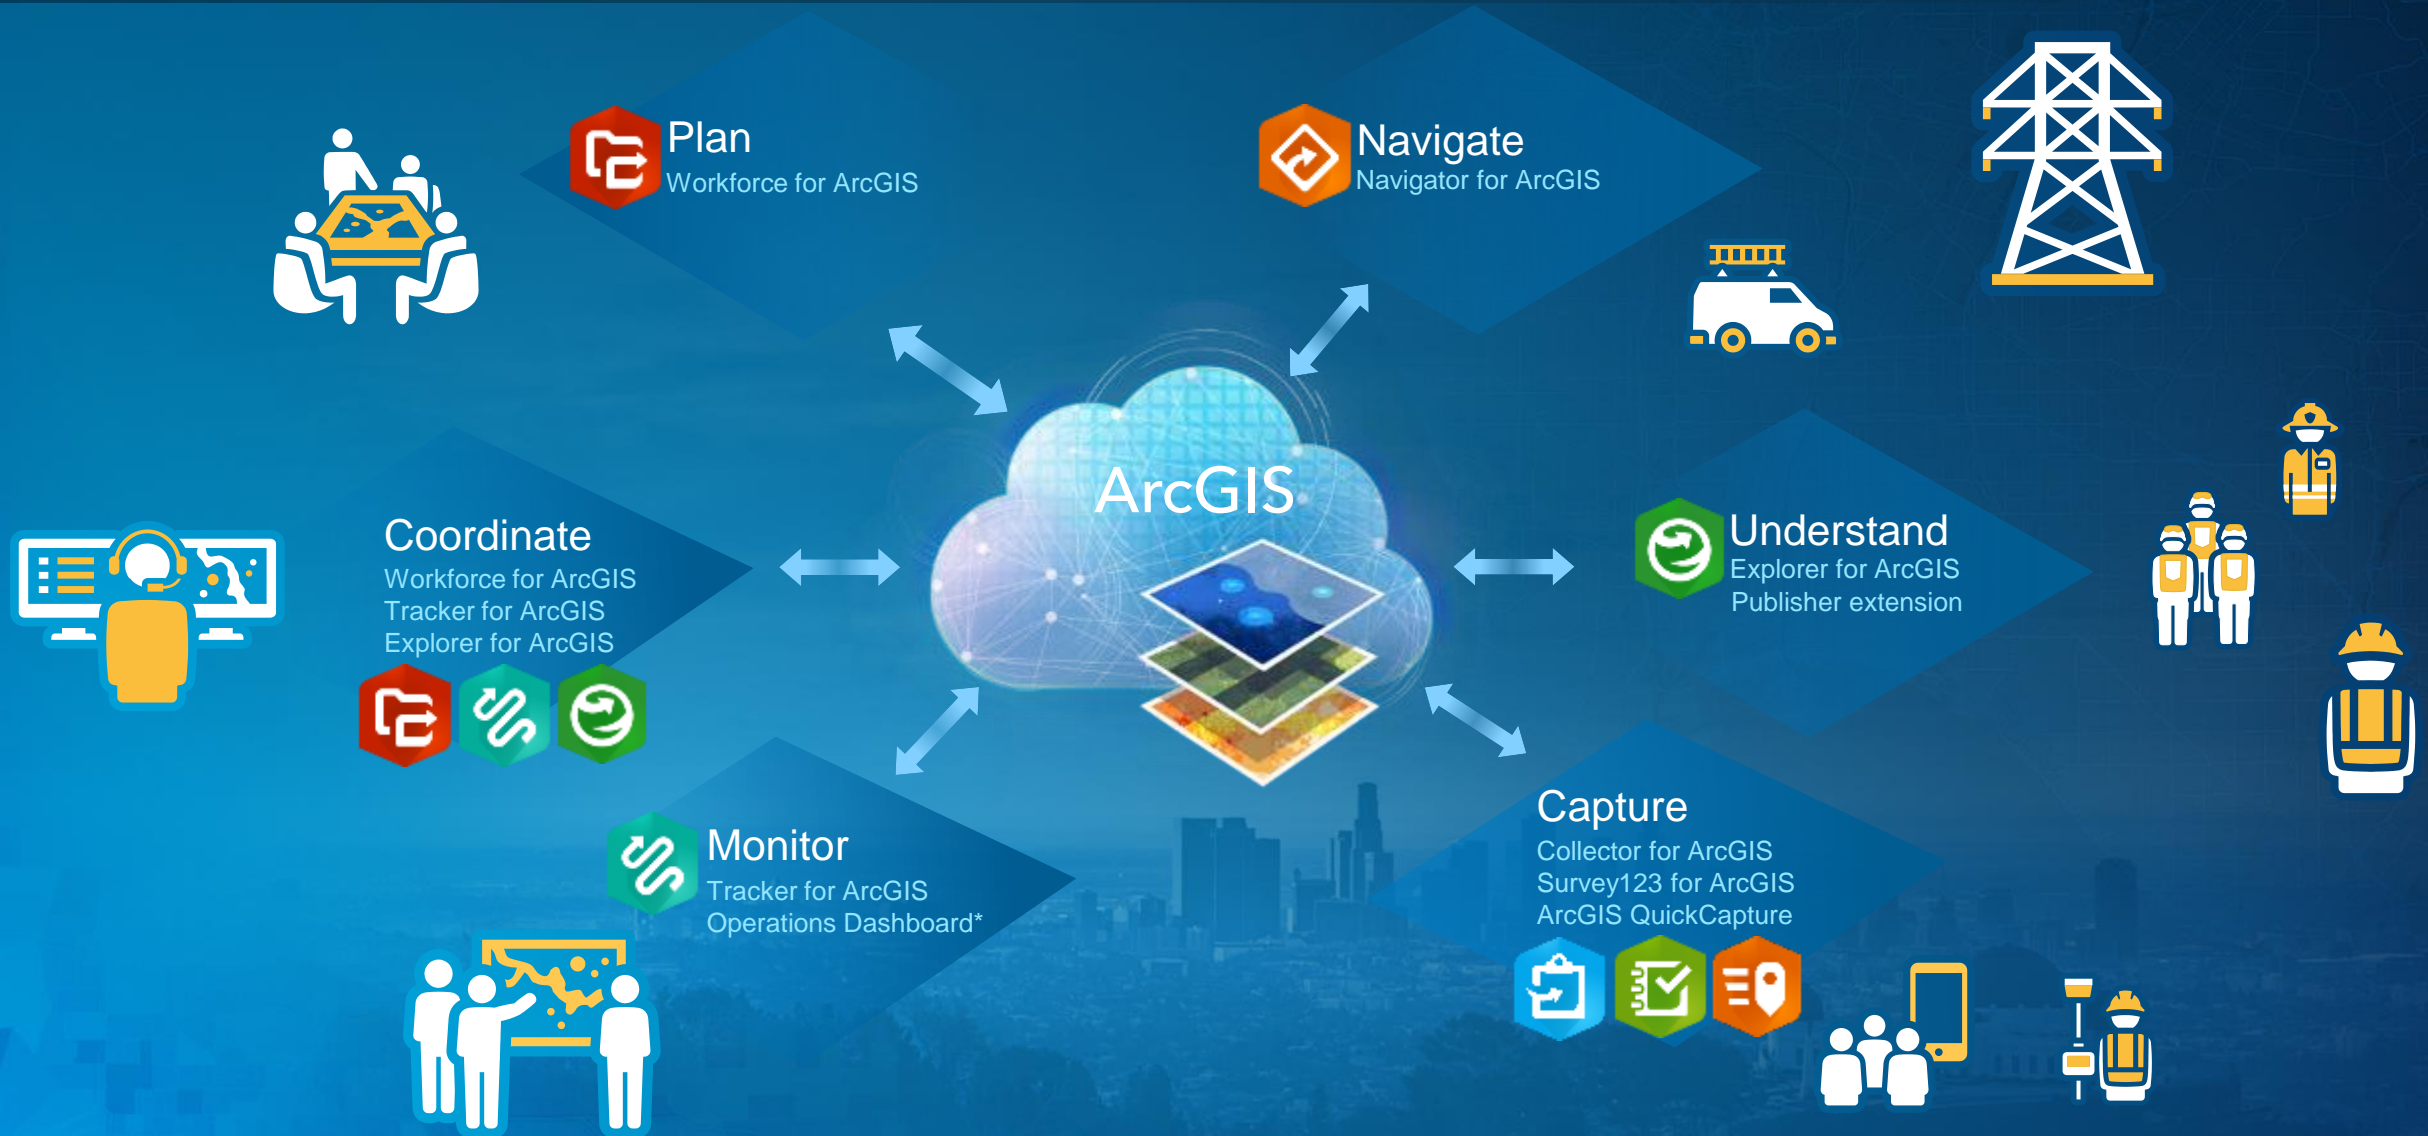 Plan
Workforce for ArcGIS
Navigate
Navigator for ArcGIS
ArcGIS
Coordinate
Workforce for ArcGIS
Tracker for ArcGIS
Explorer for ArcGIS
Understand
Explorer for ArcGIS
Publisher extension
Monitor
Tracker for ArcGIS
Operations Dashboard*
Capture
Collector for ArcGIS
Survey123 for ArcGIS
ArcGIS QuickCapture